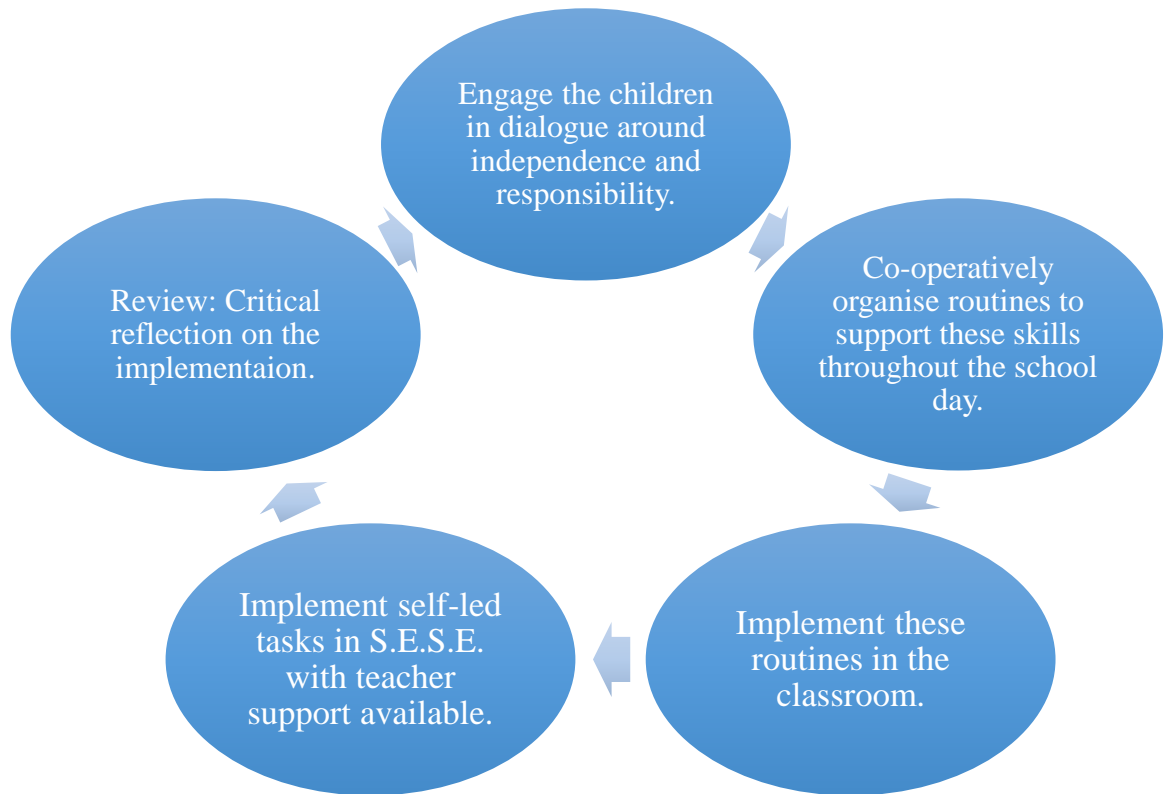 Engage the children
in dialogue around
independence and
responsibility.
Co-operatively
organise routines to
support these skills
throughout the school
day.
Implement these
routines in the
classroom.
Implement self-led
tasks in S.E.S.E.
with teacher
support available.
Review: Critical
reflection on the
implementaion.